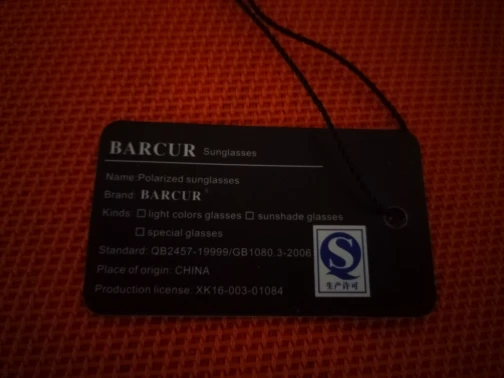 BARCUR Sunglasses
Name:Polarized sunglasses
Brand: BARCUR
Kinds: ☐ light colors glasses ☐ sunshade glasses
☐ special glasses
Standard: QB2457-19999/GB1080.3-2006
Place of origin: CHINA
Production license: XK16-003-01084
S
生产许可